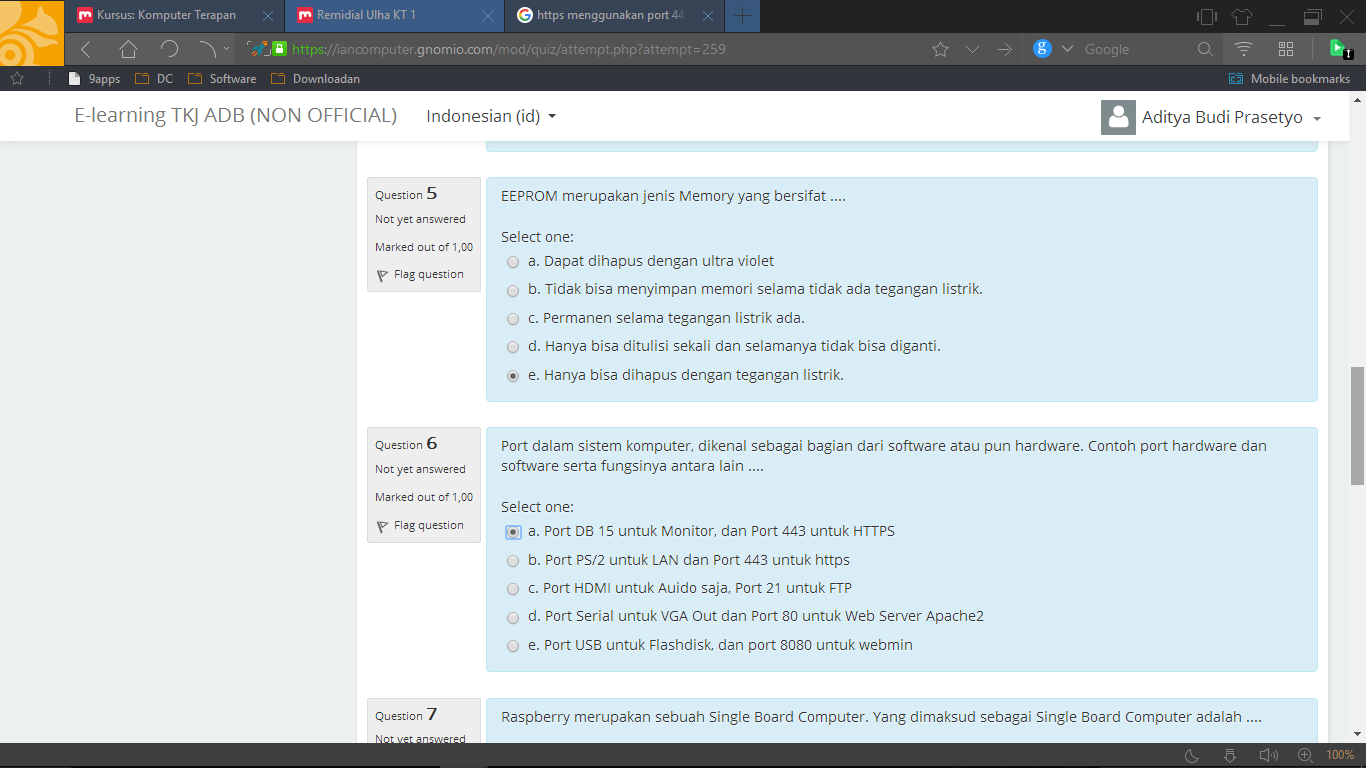 Kursus: Komputer Terapan
Remidial Ulha KT 1
https menggunakan port 44
https://iancomputer.gnomio.com/mod/quiz/attempt.php?attempt=259
Google
9apps
DC
Software
Downloadan
Mobile bookmarks
E-learning TKJ ADB (NON OFFICIAL)
Indonesian (id)
Aditya Budi Prasetyo
Question 5
Not yet answered
Marked out of 1,00
Flag question
EEPROM merupakan jenis Memory yang bersifat ....
Select one:
a. Dapat dihapus dengan ultra violet
b. Tidak bisa menyimpan memori selama tidak ada tegangan listrik.
c. Permanen selama tegangan listrik ada.
d. Hanya bisa ditulisi sekali dan selamanya tidak bisa diganti.
e. Hanya bisa dihapus dengan tegangan listrik.
Question 6
Not yet answered
Marked out of 1,00
Flag question
Port dalam sistem komputer, dikenal sebagai bagian dari software atau pun hardware. Contoh port hardware dan
software serta fungsinya antara lain ....
Select one:
a. Port DB 15 untuk Monitor, dan Port 443 untuk HTTPS
b. Port PS/2 untuk LAN dan Port 443 untuk https
c. Port HDMI untuk Auido saja, Port 21 untuk FTP
d. Port Serial untuk VGA Out dan Port 80 untuk Web Server Apache2
e. Port USB untuk Flashdisk, dan port 8080 untuk webmin
Question 7
Not yet answered
Raspberry merupakan sebuah Single Board Computer. Yang dimaksud sebagai Single Board Computer adalah ....
100%